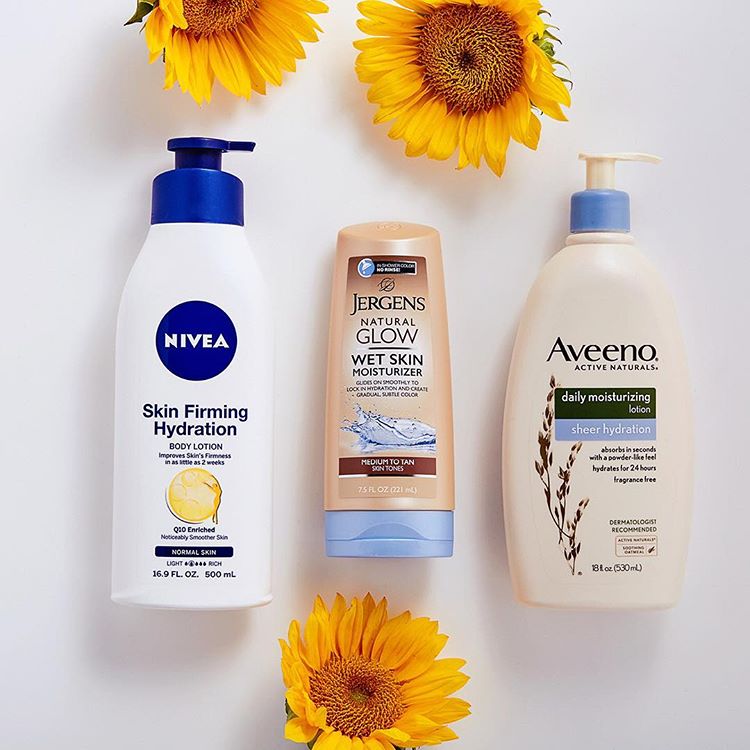 NIVEA
Skin Firming
Hydration
BODY LOTION
Improves Skin's Firmness
in as little as 2 weeks
Q10 Enriched
Noticeably Smoother Skin
NORMAL SKIN
LIGHT RICH
16.9 FL. OZ. 500 mL
IN-SHOWER COLOR
NO RINSE!
JERGENS
NATURAL
GLOW
WET SKIN
MOISTURIZER
GLIDES ON SMOOTHLY TO
LOCK IN HYDRATION AND CREATE
GRADUAL, SUBTLE COLOR
MEDIUM TO TAN
SKIN TONES
7.5 FL OZ (221 mL)
Aveeno®
ACTIVE NATURALS®
daily moisturizing
lotion
sheer hydration
absorbs in seconds
with a powder-like feel
hydrates for 24 hours
fragrance free
DERMATOLOGIST
RECOMMENDED
ACTIVE NATURALS®
SOOTHING
OATMEAL
18 fl. oz. (530 mL)